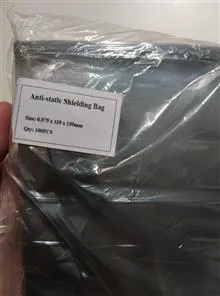 Anti-static Shielding Bag
Size: 0.075 x 110 x 150mm
Qty: 100PCS